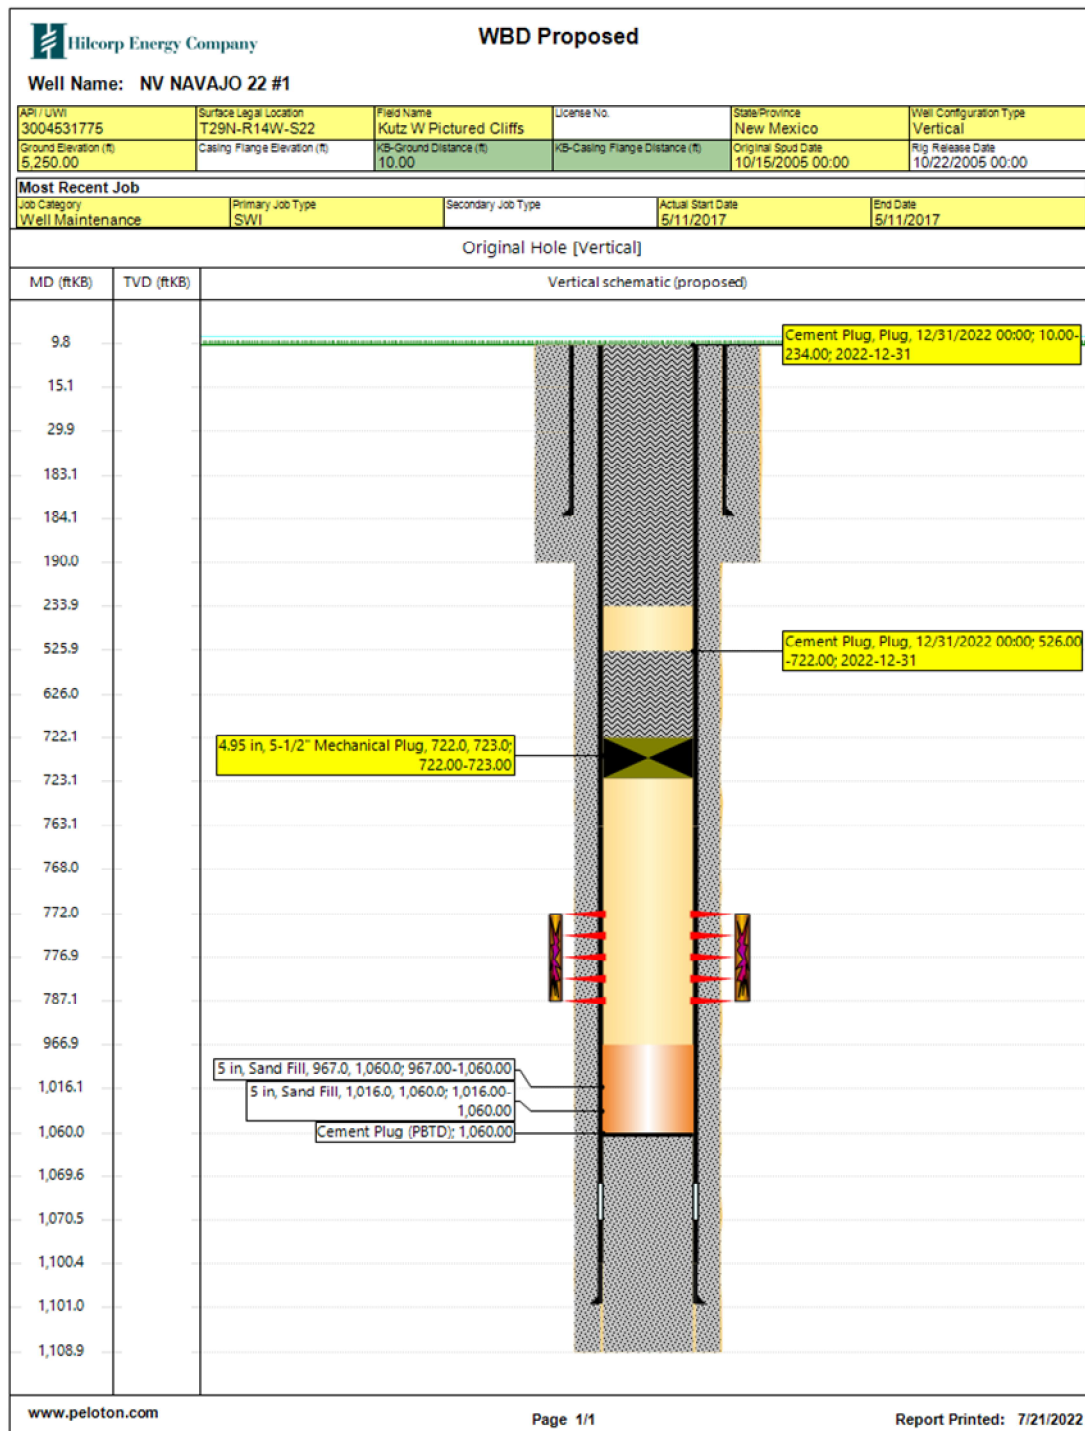 Hilcorp Energy Company
WBD Proposed
Well Name: NV NAVAJO 22 #1
API / UWI
3004531775
Surface Legal Location
T29N-R14W-S22
Field Name
Kutz W Pictured Cliffs
License No.
State/Province
New Mexico
Well Configuration Type
Vertical
Ground Elevation (ft)
5,250.00
Casing Flange Elevation (ft)
KB-Ground Distance (ft)
10.00
KB-Casing Flange Distance (ft)
Original Spud Date
10/15/2005 00:00
Rig Release Date
10/22/2005 00:00
Most Recent Job
Job Category
Well Maintenance
Primary Job Type
SWI
Secondary Job Type
Actual Start Date
5/11/2017
End Date
5/11/2017
Original Hole [Vertical]
MD (ftKB)
TVD (ftKB)
Vertical schematic (proposed)
9.8
Cement Plug, Plug, 12/31/2022 00:00; 10.00-
234.00; 2022-12-31
15.1
29.9
183.1
184.1
190.0
233.9
525.9
Cement Plug, Plug, 12/31/2022 00:00; 526.00
-722.00; 2022-12-31
626.0
722.1
4.95 in, 5-1/2" Mechanical Plug, 722.0, 723.0;
722.00-723.00
723.1
763.1
768.0
772.0
776.9
787.1
966.9
5 in, Sand Fill, 967.0, 1,060.0; 967.00-1,060.00
1,016.1
5 in, Sand Fill, 1,016.0, 1,060.0; 1,016.00-
1,060.00
Cement Plug (PBTD); 1,060.00
1,060.0
1,069.6
1,070.5
1,100.4
1,101.0
1,108.9
www.peloton.com
Page 1/1
Report Printed: 7/21/2022